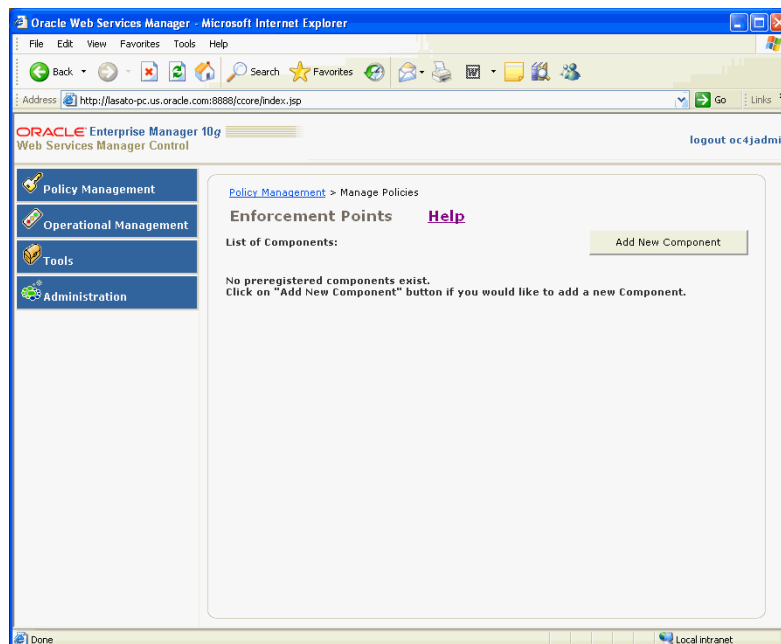 Oracle Web Services Manager - Microsoft Internet Explorer
File Edit View Favorites Tools Help
Back Search Favorites
Address http://lasato-pc.us.oracle.com:8888/ccore/index.jsp Go Links
ORACLE Enterprise Manager 10g
Web Services Manager Control
logout oc4jadmi
Policy Management
Operational Management
Tools
Administration
Policy Management > Manage Policies
Enforcement Points Help
List of Components:
Add New Component
No preregistered components exist.
Click on "Add New Component" button if you would like to add a new Component.
Done Local intranet